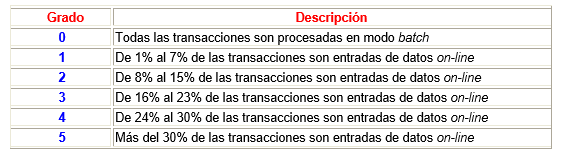 Grado Descripción
0 Todas las transacciones son procesadas en modo batch
1 De 1% al 7% de las transacciones son entradas de datos on-line
2 De 8% al 15% de las transacciones son entradas de datos on-line
3 De 16% al 23% de las transacciones son entradas de datos on-line
4 De 24% al 30% de las transacciones son entradas de datos on-line
5 Más del 30% de las transacciones son entradas de datos on-line